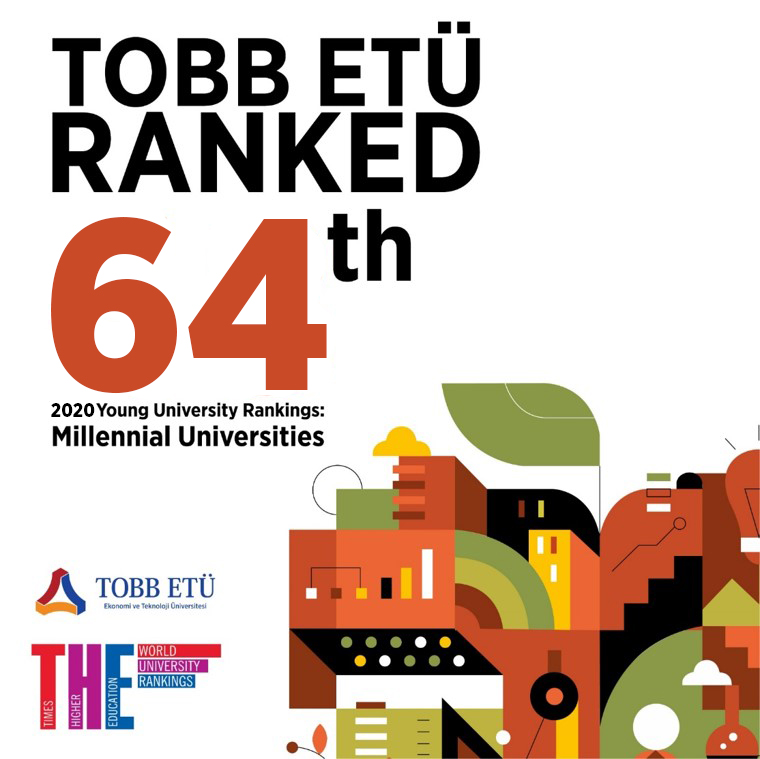 TOBB ETÜ
RANKED
64th
2020 Young University Rankings:
Millennial Universities
TOBB ETÜ
Ekonomi ve Teknoloji Üniversitesi
THE
TIMES
HIGHER
EDUCATION
WORLD
UNIVERSITY
RANKINGS